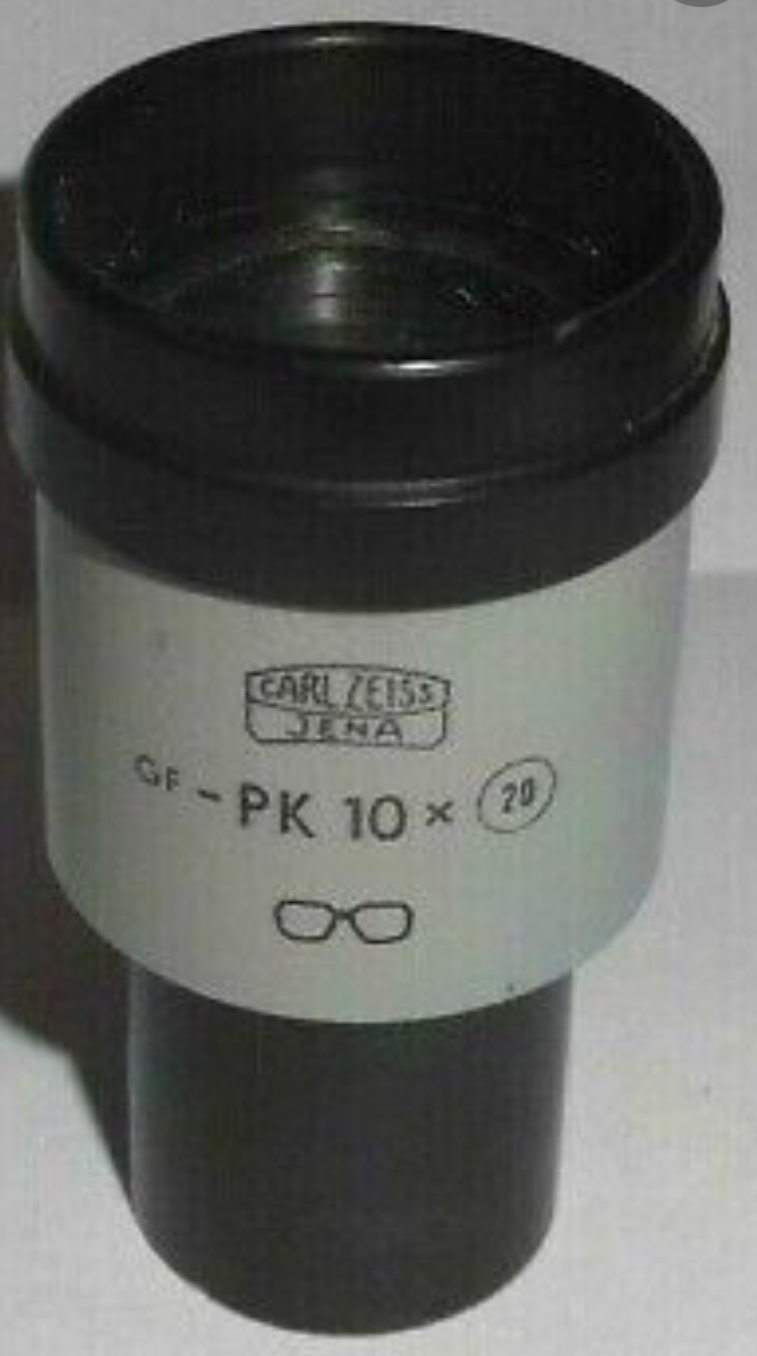 CARL ZEISS
JENA
GF-PK 10× 20